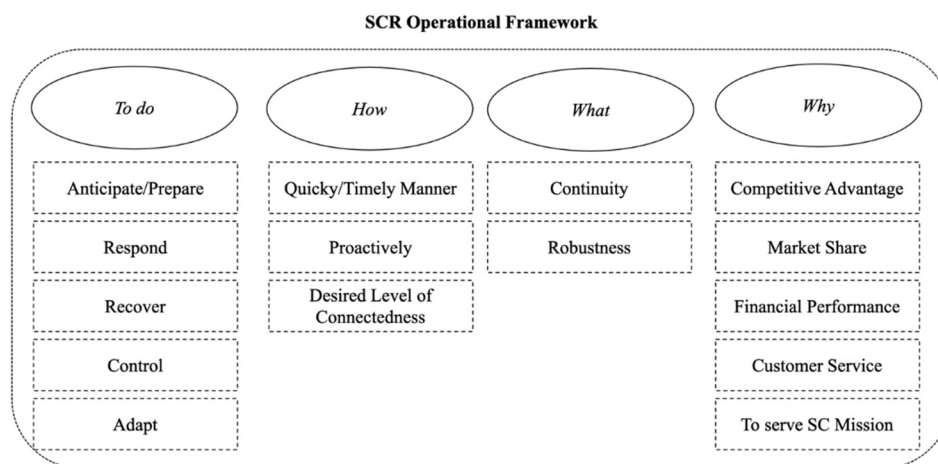 SCR Operational Framework
To do
How
What
Why
Anticipate/Prepare
Quicky/Timely Manner
Continuity
Competitive Advantage
Respond
Proactively
Robustness
Market Share
Recover
Desired Level of
Connectedness
Financial Performance
Control
Customer Service
Adapt
To serve SC Mission